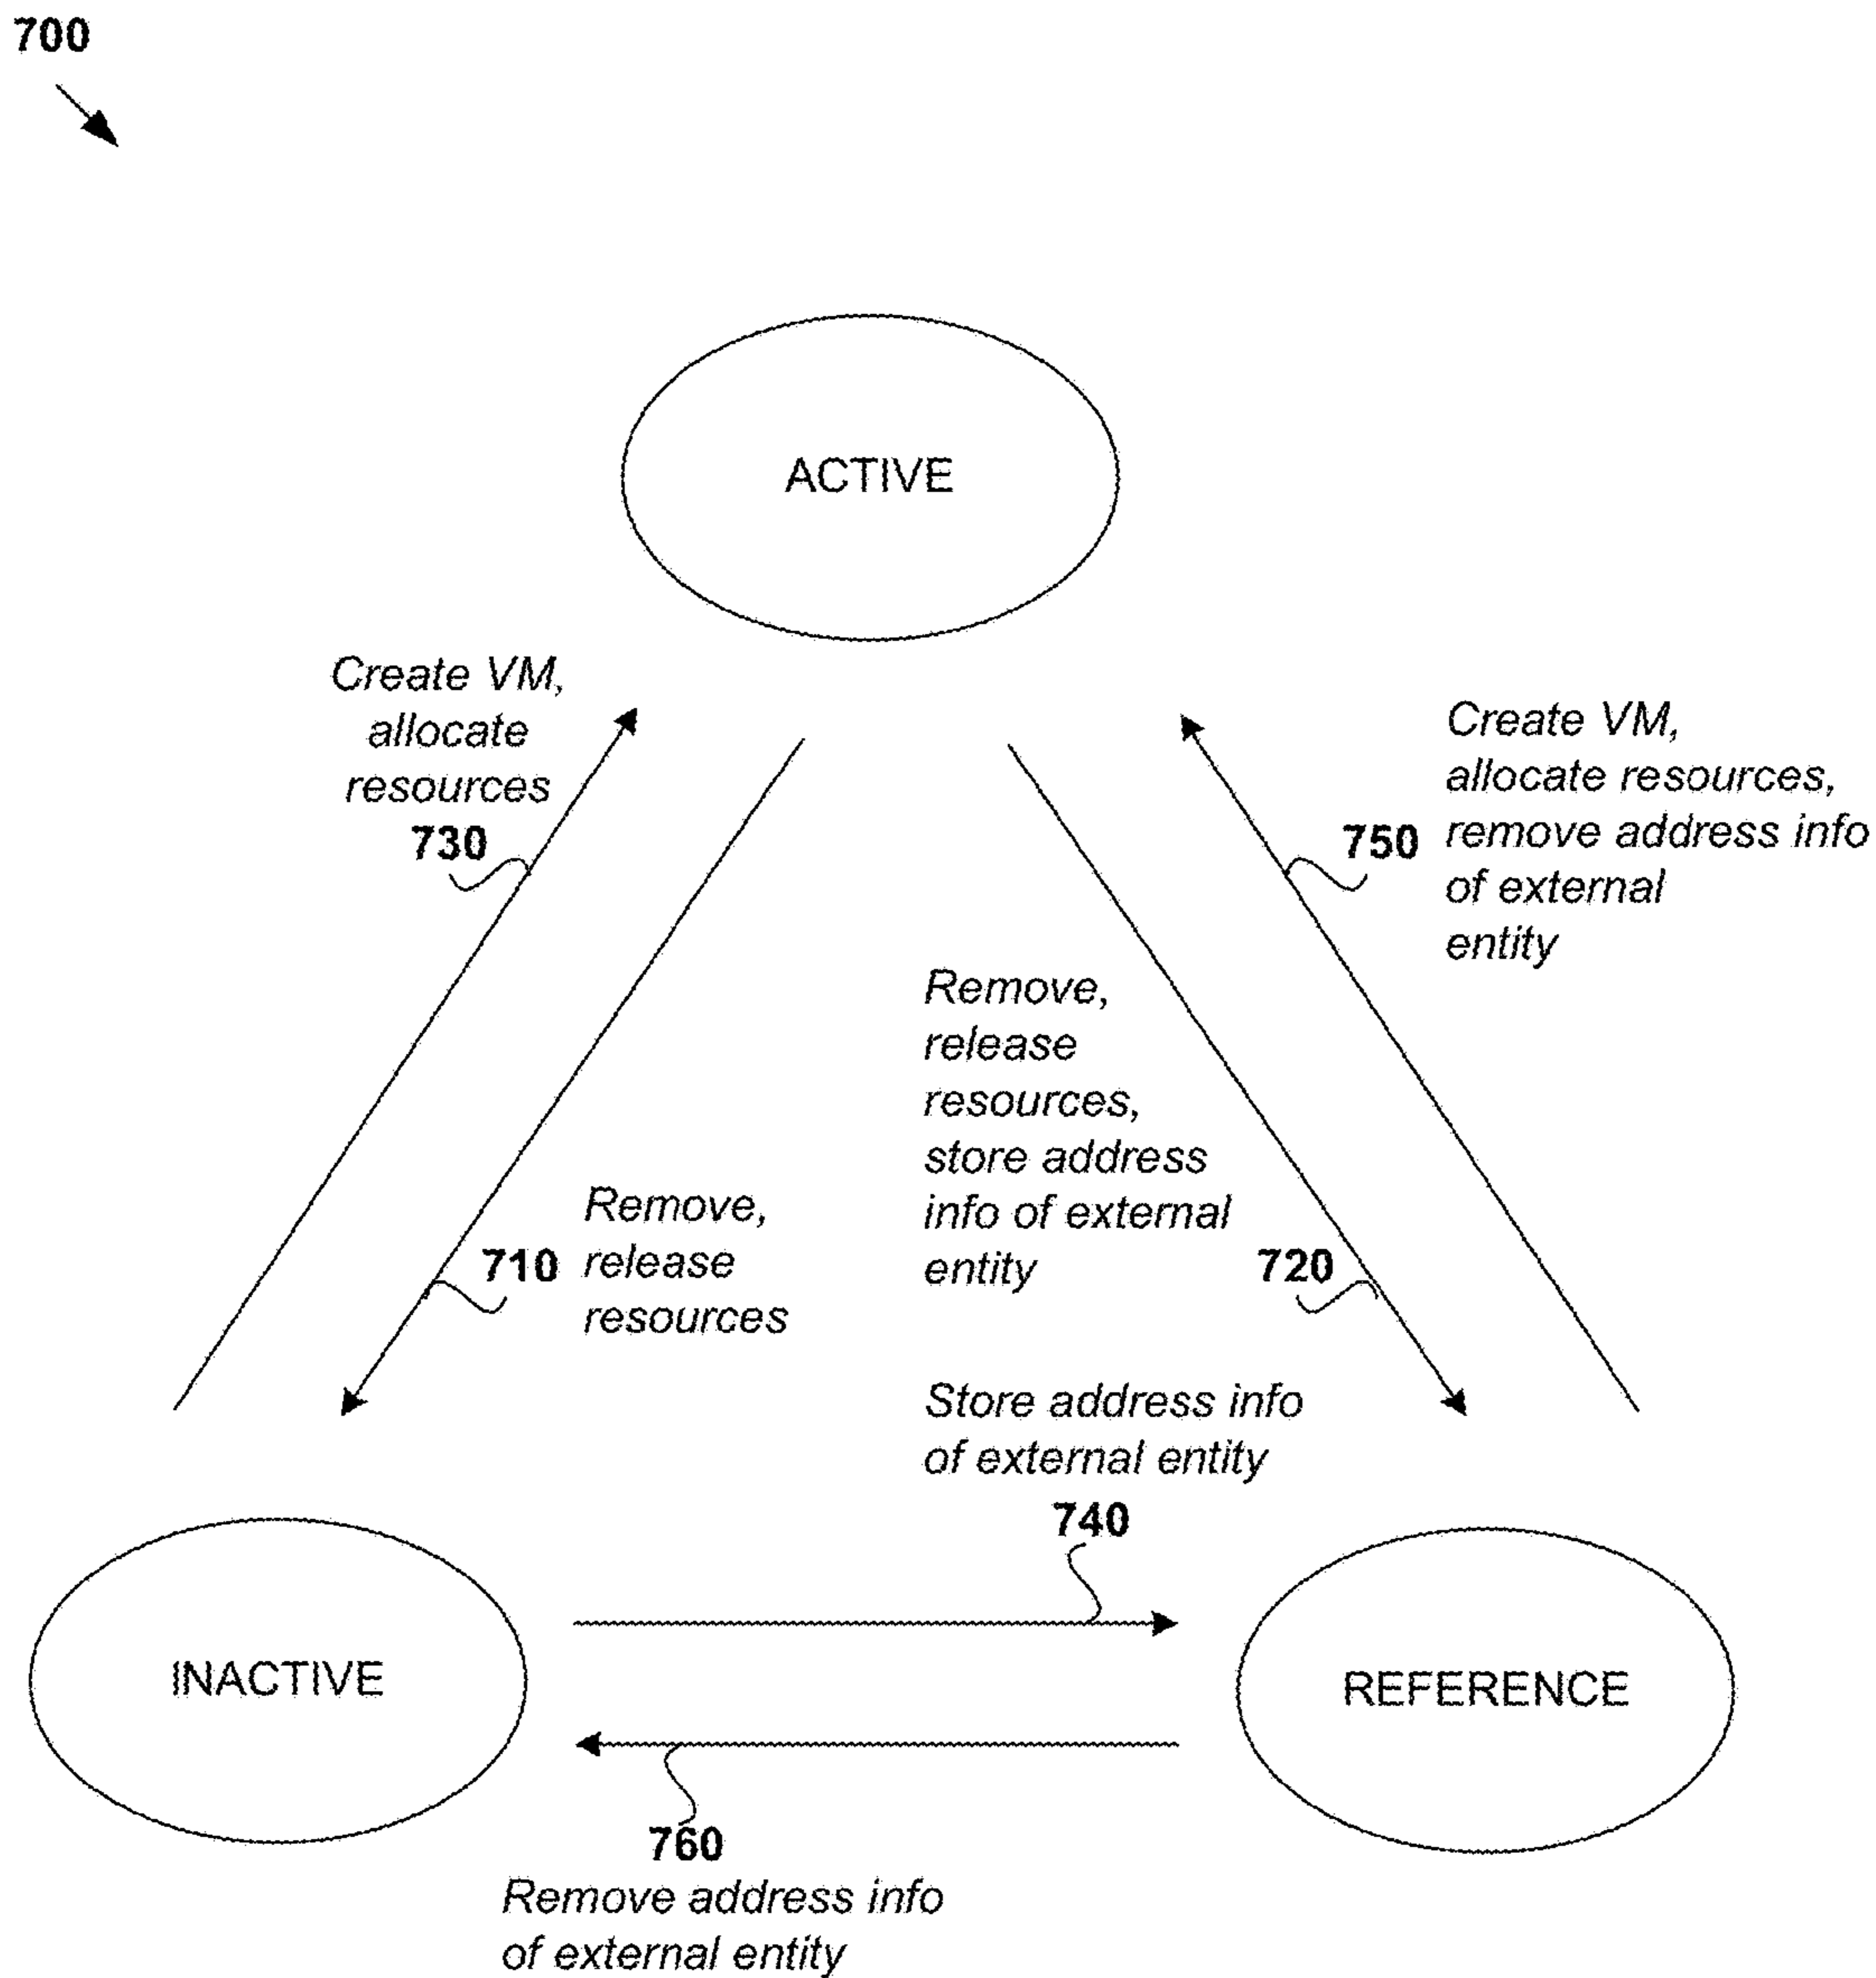 700
ACTIVE
Create VM,
allocate
resources
730
Create VM,
allocate resources,
remove address info
of external
entity
750
Remove,
release
resources,
store address
info of external
entity
720
Remove,
release
resources
710
Store address info
of external entity
740
INACTIVE
REFERENCE
760
Remove address info
of external entity